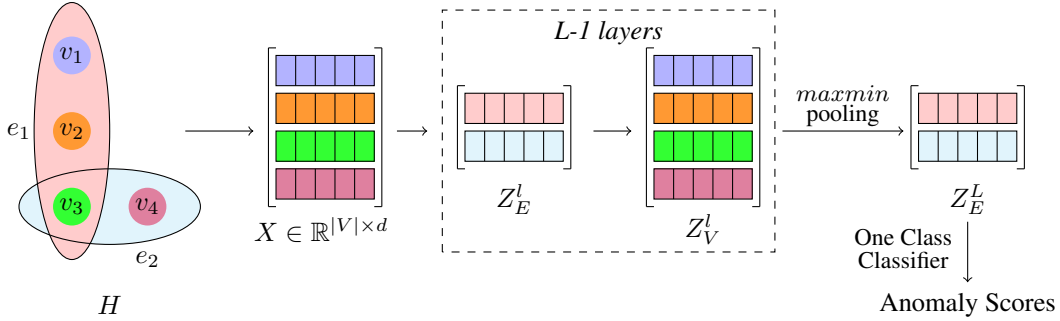 v₁
v₂
e₁
v₃
v₄
e₂
H
X ∈ ℝ^{|V|×d}
L-1 layers
Z_E^l
Z_V^l
maxmin
pooling
Z_E^L
One Class
Classifier
Anomaly Scores